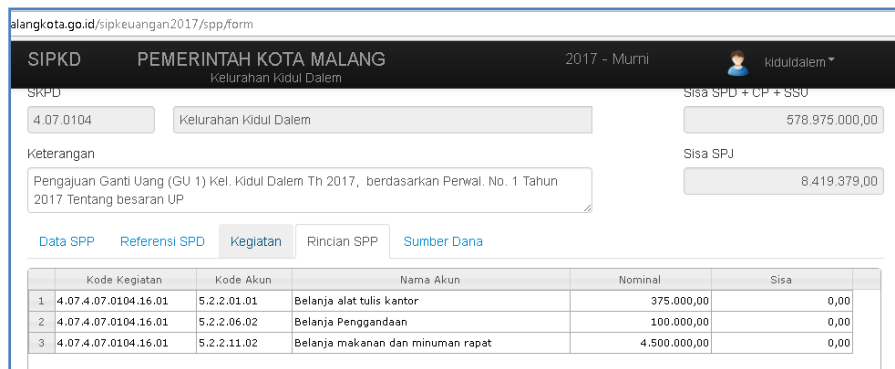 alangkota.go.id/sipkeuangan2017/spp/form
SIPKD PEMERINTAH KOTA MALANG 2017 - Murni kiduldalem
Kelurahan Kidul Dalem
SKPD Sisa SPD + CP + SSU
4.07.0104 Kelurahan Kidul Dalem 578.975.000,00
Keterangan Sisa SPJ
Pengajuan Ganti Uang (GU 1) Kel. Kidul Dalem Th 2017, berdasarkan Perwal. No. 1 Tahun 8.419.379,00
2017 Tentang besaran UP
Data SPP Referensi SPD Kegiatan Rincian SPP Sumber Dana
Kode Kegiatan Kode Akun Nama Akun Nominal Sisa
1 4.07.4.07.0104.16.01 5.2.2.01.01 Belanja alat tulis kantor 375.000,00 0,00
2 4.07.4.07.0104.16.01 5.2.2.06.02 Belanja Penggandaan 100.000,00 0,00
3 4.07.4.07.0104.16.01 5.2.2.11.02 Belanja makanan dan minuman rapat 4.500.000,00 0,00